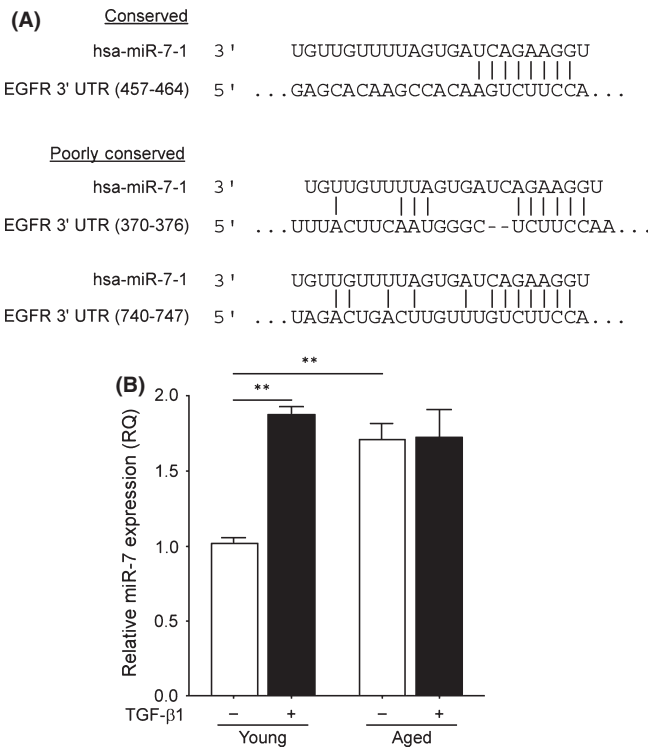 (A)
Conserved
hsa-miR-7-1 3' UGUUGUUUUAGUGAUCAGAAGGU
EGFR 3' UTR (457-464) 5' ...GAGCACAAGCCACAAGUCUUCCA...
Poorly conserved
hsa-miR-7-1 3' UGUUGUUUUAGUGAUCAGAAGGU
EGFR 3' UTR (370-376) 5' ...UUUACUUCAAUGGGC--UCUUCCAA...
hsa-miR-7-1 3' UGUUGUUUUAGUGAUCAGAAGGU
EGFR 3' UTR (740-747) 5' ...UAGACUGACUUGUUUGUCUUCCA...
(B)
**
**
Relative miR-7 expression (RQ)
2.0
1.5
1.0
0.5
0.0
TGF-β1 − + − +
Young Aged